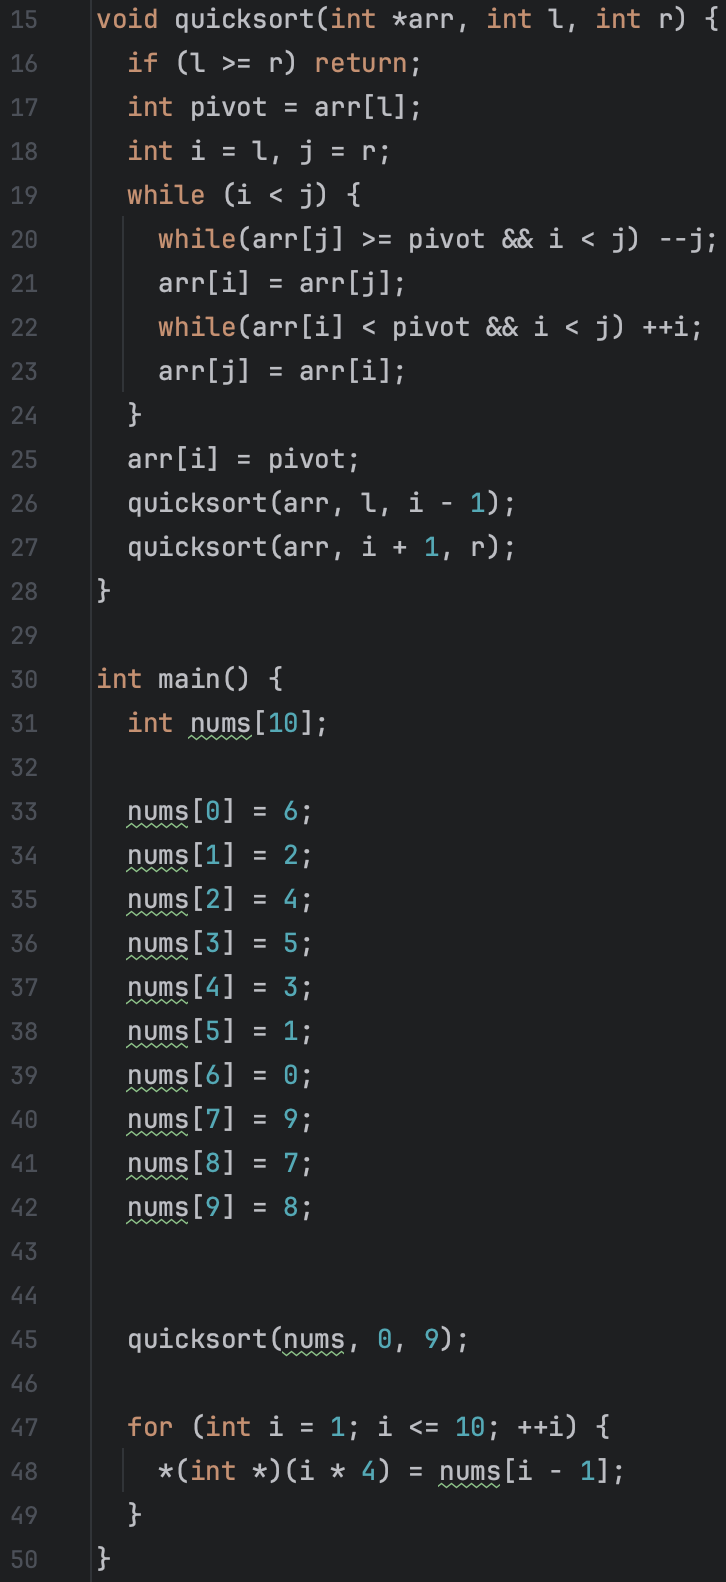 15 void quicksort(int *arr, int l, int r) {
16   if (l >= r) return;
17   int pivot = arr[l];
18   int i = l, j = r;
19   while (i < j) {
20     while(arr[j] >= pivot && i < j) --j;
21     arr[i] = arr[j];
22     while(arr[i] < pivot && i < j) ++i;
23     arr[j] = arr[i];
24   }
25   arr[i] = pivot;
26   quicksort(arr, l, i - 1);
27   quicksort(arr, i + 1, r);
28 }
29
30 int main() {
31   int nums[10];
32
33   nums[0] = 6;
34   nums[1] = 2;
35   nums[2] = 4;
36   nums[3] = 5;
37   nums[4] = 3;
38   nums[5] = 1;
39   nums[6] = 0;
40   nums[7] = 9;
41   nums[8] = 7;
42   nums[9] = 8;
43
44
45   quicksort(nums, 0, 9);
46
47   for (int i = 1; i <= 10; ++i) {
48     *(int *)(i * 4) = nums[i - 1];
49   }
50 }